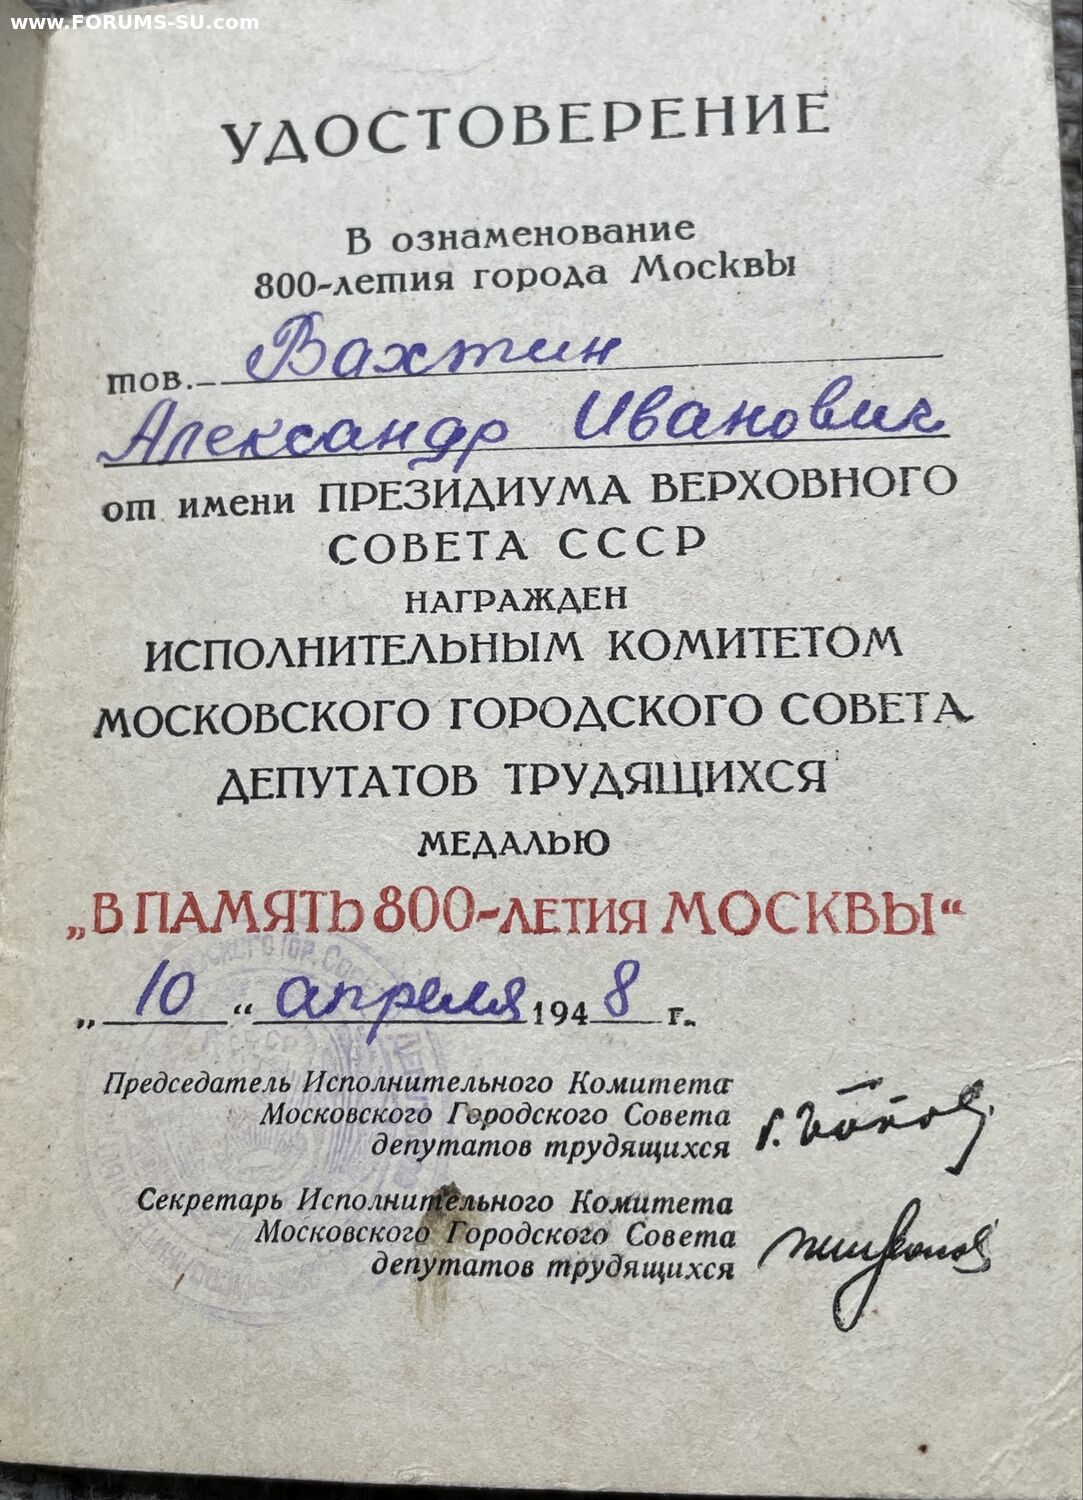 www.FORUMS-SU.com
УДОСТОВЕРЕНИЕ
В ознаменование
800-летия города Москвы
тов. Вахтин
Александр Иванович
от имени ПРЕЗИДИУМА ВЕРХОВНОГО
СОВЕТА СССР
НАГРАЖДЕН
ИСПОЛНИТЕЛЬНЫМ КОМИТЕТОМ
МОСКОВСКОГО ГОРОДСКОГО СОВЕТА
ДЕПУТАТОВ ТРУДЯЩИХСЯ
МЕДАЛЬЮ
„В ПАМЯТЬ 800-ЛЕТИЯ МОСКВЫ“
„10“ апреля 1948 г.
Председатель Исполнительного Комитета
Московского Городского Совета
депутатов трудящихся
Секретарь Исполнительного Комитета
Московского Городского Совета
депутатов трудящихся